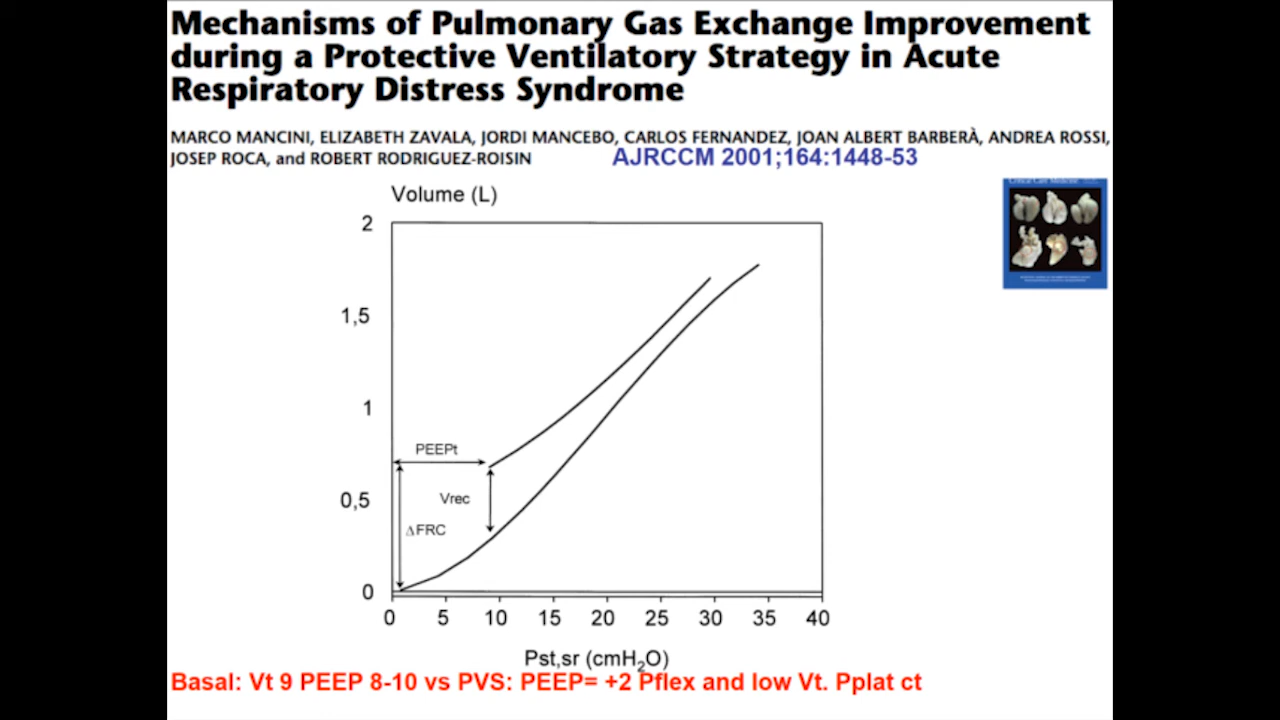 Mechanisms of Pulmonary Gas Exchange Improvement
during a Protective Ventilatory Strategy in Acute
Respiratory Distress Syndrome
MARCO MANCINI, ELIZABETH ZAVALA, JORDI MANCEBO, CARLOS FERNANDEZ, JOAN ALBERT BARBERÀ, ANDREA ROSSI,
JOSEP ROCA, and ROBERT RODRIGUEZ-ROISIN
AJRCCM 2001;164:1448-53
Volume (L)
2
1,5
1
0,5
0
PEEPt
Vrec
ΔFRC
0 5 10 15 20 25 30 35 40
Pst,sr (cmH₂O)
Basal: Vt 9 PEEP 8-10 vs PVS: PEEP= +2 Pflex and low Vt. Pplat ct